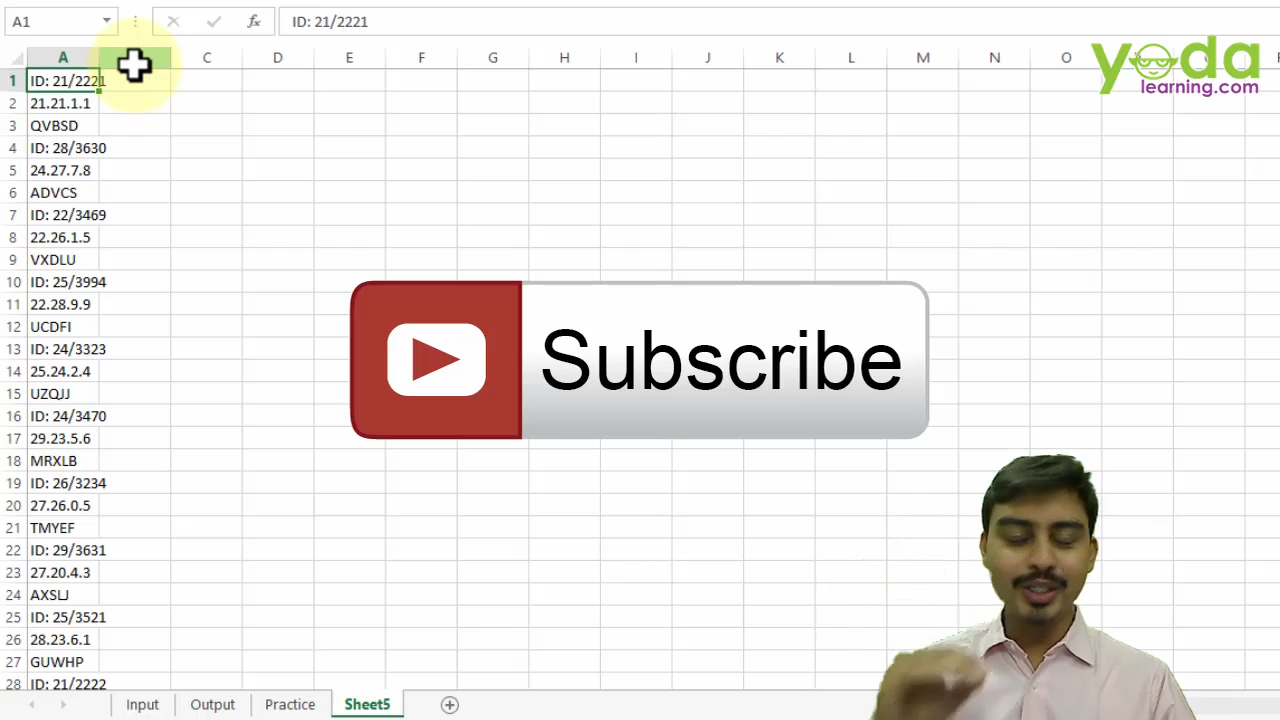 A1
fx
ID: 21/2221
A B C D E F G H I J K L M N O
yoda
learning.com
1 ID: 21/2221
2 21.21.1.1
3 QVBSD
4 ID: 28/3630
5 24.27.7.8
6 ADVCS
7 ID: 22/3469
8 22.26.1.5
9 VXDLU
10 ID: 25/3994
11 22.28.9.9
12 UCDFI
13 ID: 24/3323
14 25.24.2.4
15 UZQJJ
16 ID: 24/3470
17 29.23.5.6
18 MRXLB
19 ID: 26/3234
20 27.26.0.5
21 TMYEF
22 ID: 29/3631
23 27.20.4.3
24 AXSLJ
25 ID: 25/3521
26 28.23.6.1
27 GUWHP
28 ID: 21/2222
Subscribe
Input Output Practice Sheet5